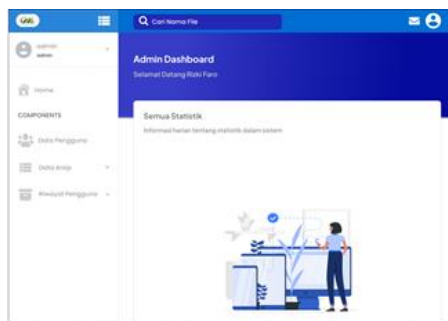 Cari Nama File
admin
admin
Home
COMPONENTS
Data Pengguna
Data Arsip
Riwayat Pengguna
Admin Dashboard
Selamat Datang Rizki Faro
Semua Statistik
Informasi harian tentang statistik dalam sistem